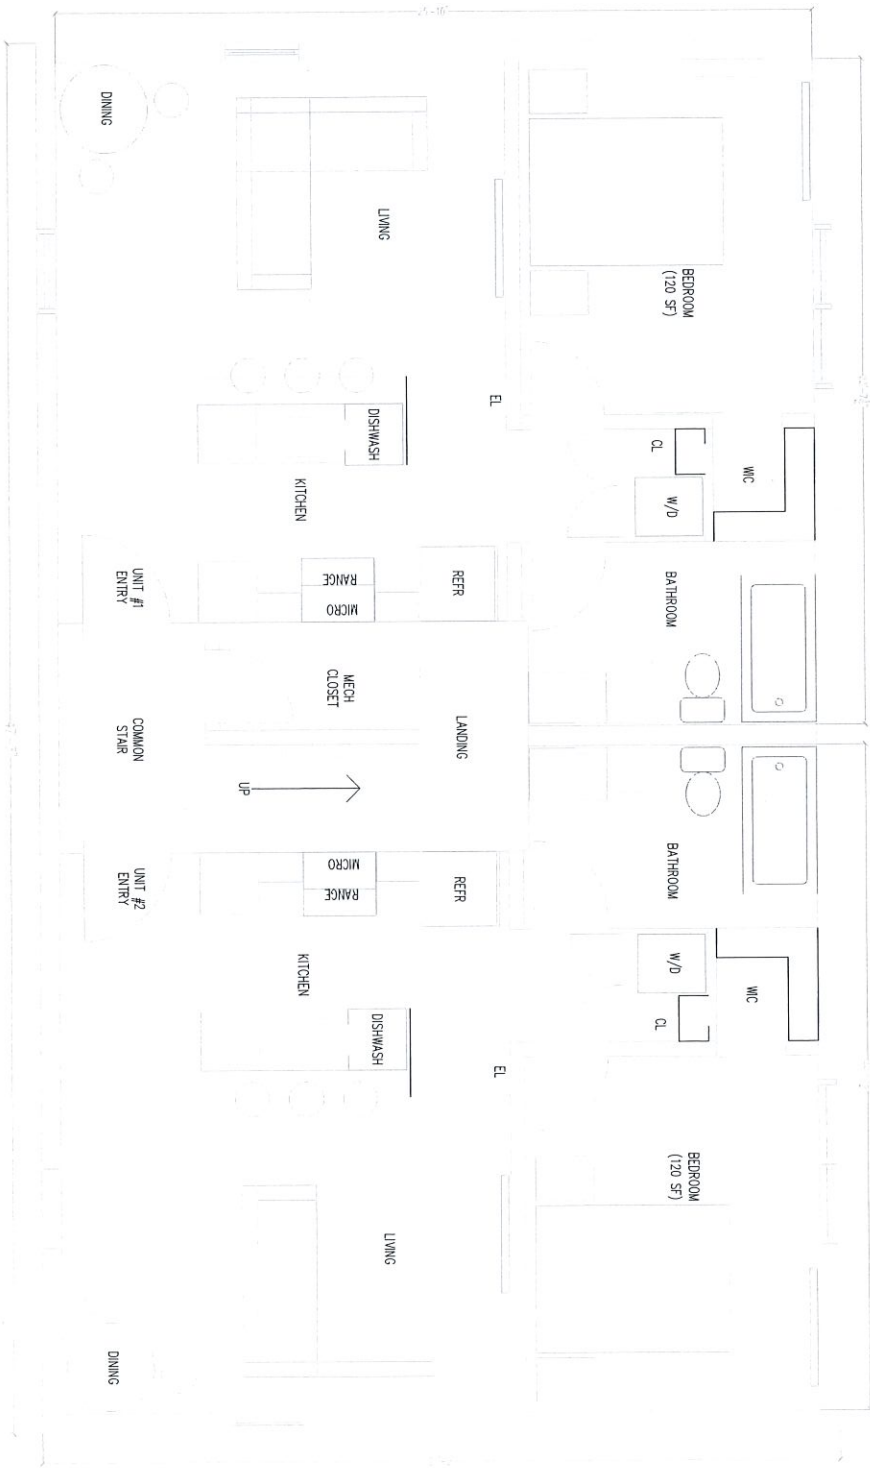 WIC
WIC
BEDROOM
(120 SF)
W/D
BATHROOM
BATHROOM
W/D
BEDROOM
(120 SF)
CL
CL
EL
EL
REFR
LANDING
REFR
LIVING
DISHWASH
DISHWASH
LIVING
RANGE
MICRO
MECH
CLOSET
MICRO
RANGE
KITCHEN
KITCHEN
UP
DINING
UNIT #1
ENTRY
COMMON
STAIR
UNIT #2
ENTRY
DINING